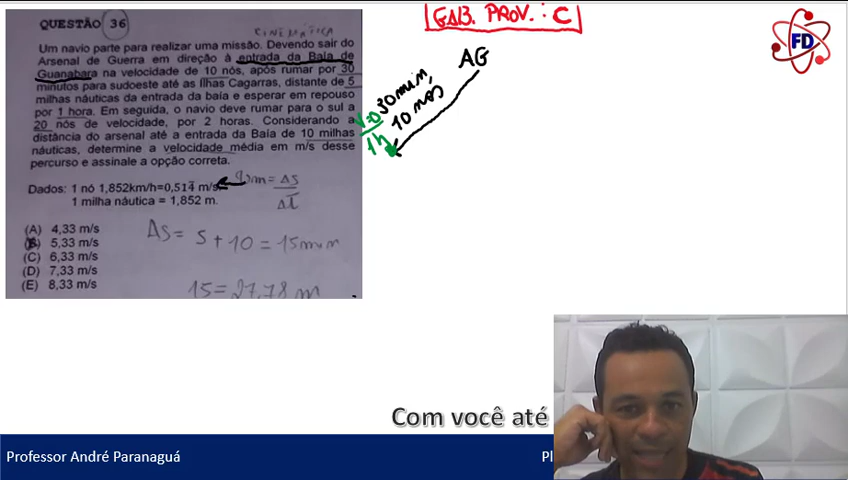 GAB. PROV.: C
QUESTÃO 36
CINEMÁTICA
Um navio parte para realizar uma missão. Devendo sair do
Arsenal de Guerra em direção à entrada da Baía de
Guanabara na velocidade de 10 nós, após rumar por 30
minutos para sudoeste até as Ilhas Cagarras, distante de 5
milhas náuticas da entrada da baía e esperar em repouso
por 1 hora. Em seguida, o navio deve rumar para o sul a
20 nós de velocidade, por 2 horas. Considerando a
distância do arsenal até a entrada da Baía de 10 milhas
náuticas, determine a velocidade média em m/s desse
percurso e assinale a opção correta.
Dados: 1 nó 1,852km/h=0,514 m/s
1 milha náutica = 1,852 m.
m = Δs
Δt
(A) 4,33 m/s
(B) 5,33 m/s
(C) 6,33 m/s
(D) 7,33 m/s
(E) 8,33 m/s
Δs = 5 + 10 = 15
15 = 27,78 m
AG
30min,
10 nós
V=0
1h
FD
Com você até
Professor André Paranaguá
Pl